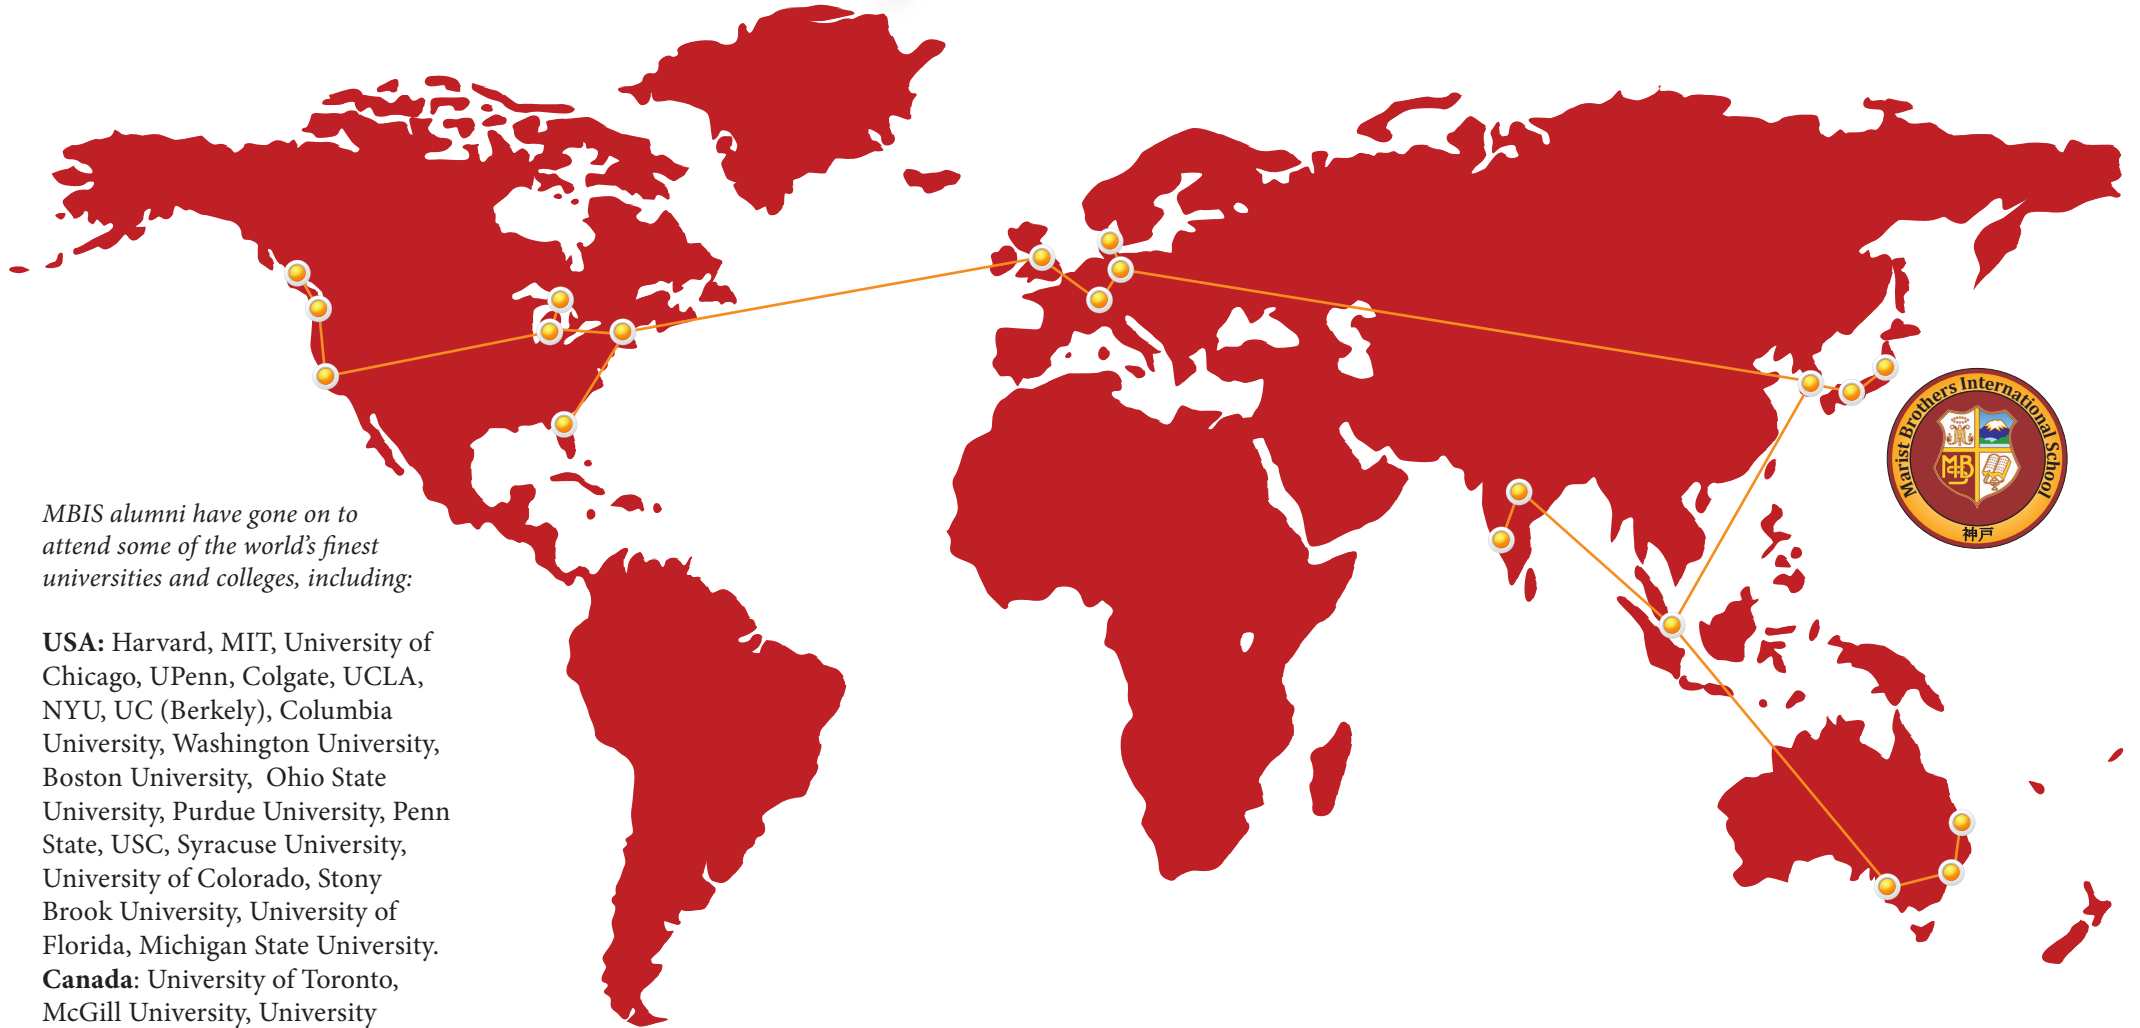 MBIS alumni have gone on to
attend some of the world's finest
universities and colleges, including:
USA: Harvard, MIT, University of
Chicago, UPenn, Colgate, UCLA,
NYU, UC (Berkely), Columbia
University, Washington University,
Boston University,  Ohio State
University, Purdue University, Penn
State, USC, Syracuse University,
University of Colorado, Stony
Brook University, University of
Florida, Michigan State University.
Canada: University of Toronto,
McGill University, University
Marist Brothers International School
MB
神戸